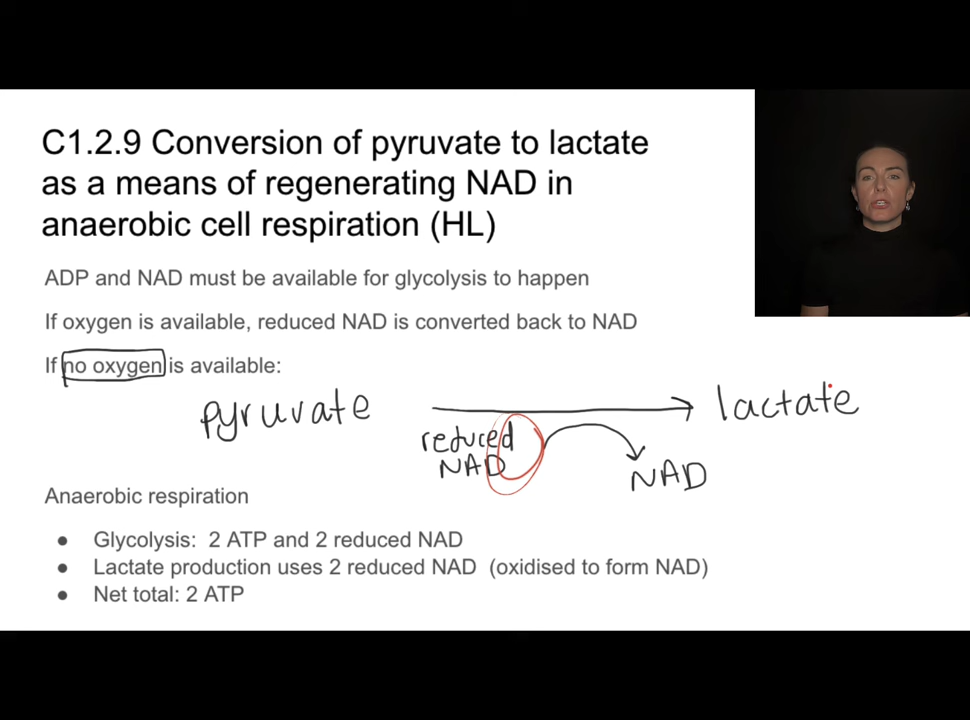 C1.2.9 Conversion of pyruvate to lactate
as a means of regenerating NAD in
anaerobic cell respiration (HL)
ADP and NAD must be available for glycolysis to happen
If oxygen is available, reduced NAD is converted back to NAD
If no oxygen is available:
pyruvate
lactate
reduced
NAD
NAD
Anaerobic respiration
● Glycolysis: 2 ATP and 2 reduced NAD
● Lactate production uses 2 reduced NAD (oxidised to form NAD)
● Net total: 2 ATP